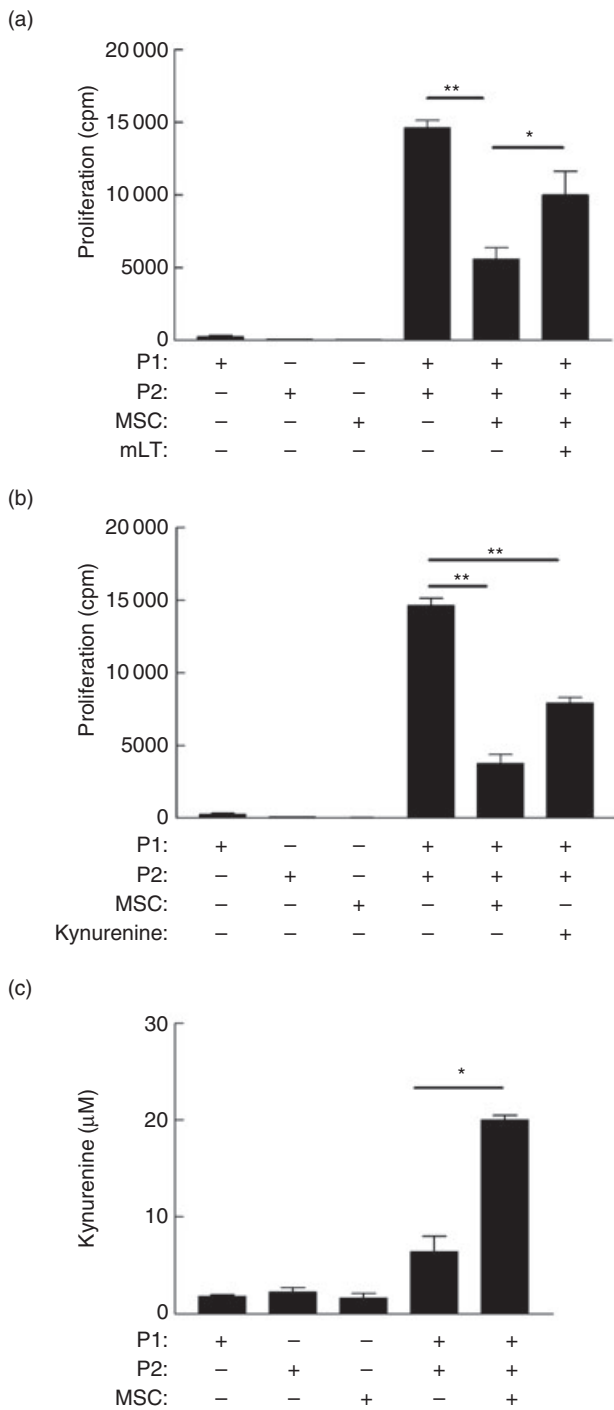 (a)
20 000
**
15 000
*
10 000
5000
0
Proliferation (cpm)
P1: + – – + + +
P2: – + – + + +
MSC: – – + – + +
mLT: – – – – – +
(b)
20 000
**
**
15 000
10 000
5000
0
Proliferation (cpm)
P1: + – – + + +
P2: – + – + + +
MSC: – – + – + –
Kynurenine: – – – – – +
(c)
30
*
20
10
0
Kynurenine (μM)
P1: + – – + +
P2: – + – + +
MSC: – – + – +